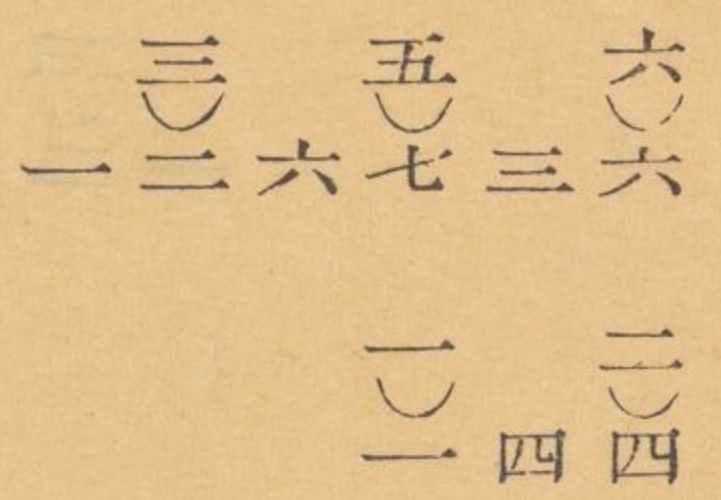 六︶六 二︶四
三 四
五︶七 一︶一
六
三︶二
一